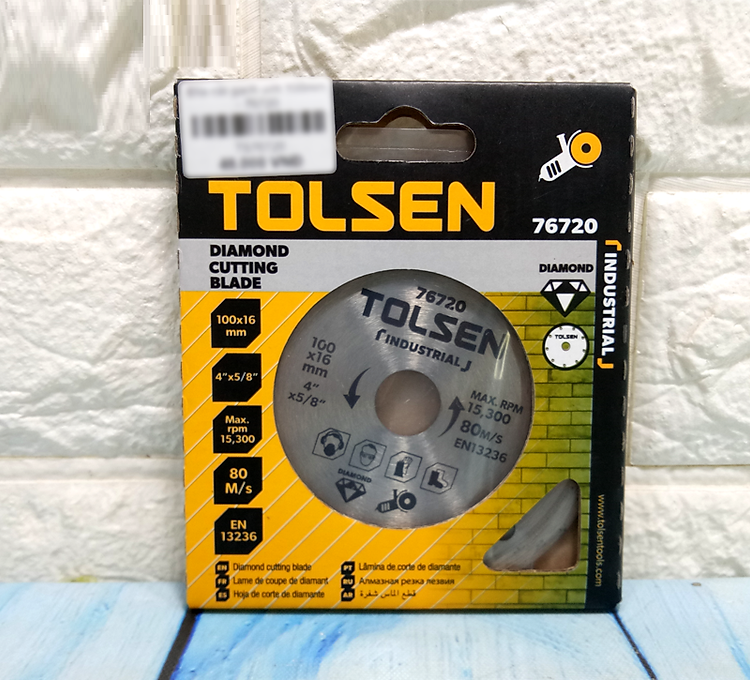 TOLSEN
76720
DIAMOND
CUTTING
BLADE
DIAMOND
TOLSEN
INDUSTRIAL
100x16
mm
4"x5/8"
Max.
rpm
15,300
80
M/s
EN
13236
76720
TOLSEN
INDUSTRIAL
100
x16
mm
4"
x5/8"
MAX. RPM
15,300
80M/S
EN13236
DIAMOND
EN Diamond cutting blade
Lame de coupe de diamant
ES Hoja de corte de diamante
Lâmina de corte de diamante
Алмазная резка лезвия
قطع الماس شفرة
www.tolsentools.com